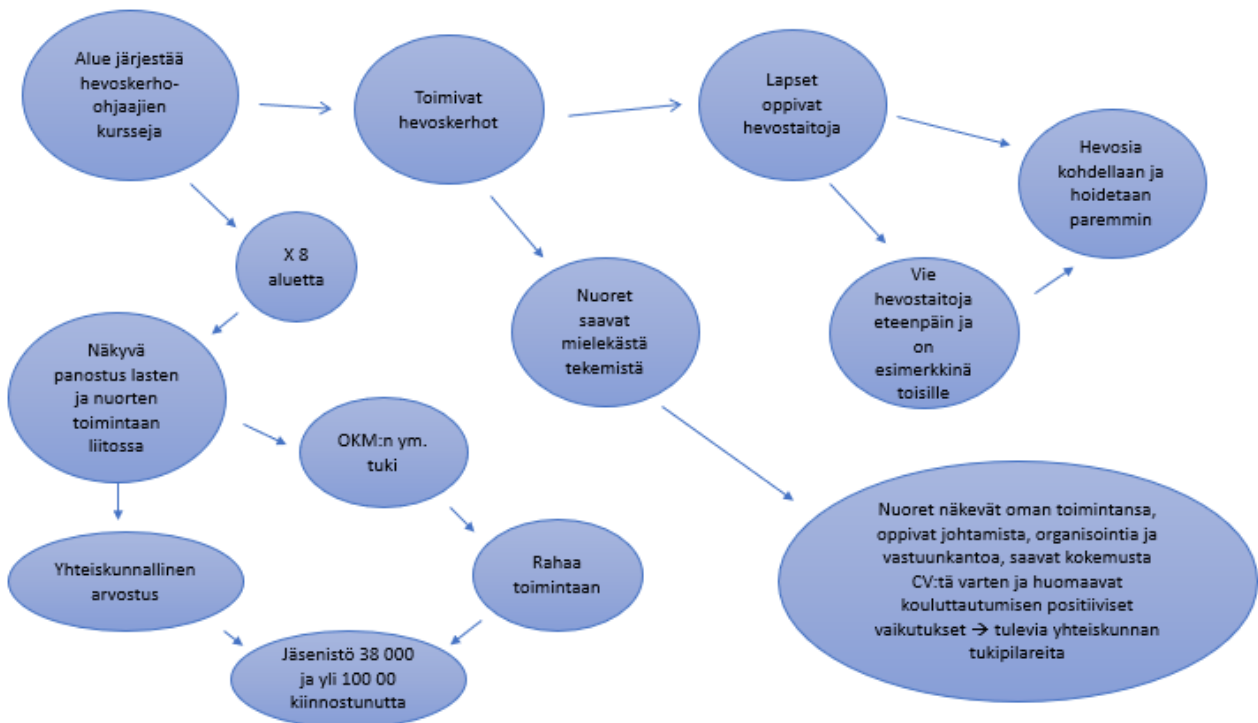 Alue järjestää
hevoskerho-
ohjaajien
kursseja
Toimivat
hevoskerhot
Lapset
oppivat
hevostaitoja
Hevosia
kohdellaan ja
hoidetaan
paremmin
X 8
aluetta
Nuoret
saavat
mielekästä
tekemistä
Vie
hevostaitoja
eteenpäin ja
on
esimerkkinä
toisille
Näkyvä
panostus lasten
ja nuorten
toimintaan
liitossa
OKM:n ym.
tuki
Yhteiskunnallinen
arvostus
Rahaa
toimintaan
Jäsenistö 38 000
ja yli 100 00
kiinnostunutta
Nuoret näkevät oman toimintansa,
oppivat johtamista, organisointia ja
vastuunkantoa, saavat kokemusta
CV:tä varten ja huomaavat
kouluttautumisen positiiviset
vaikutukset → tulevia yhteiskunnan
tukipilareita